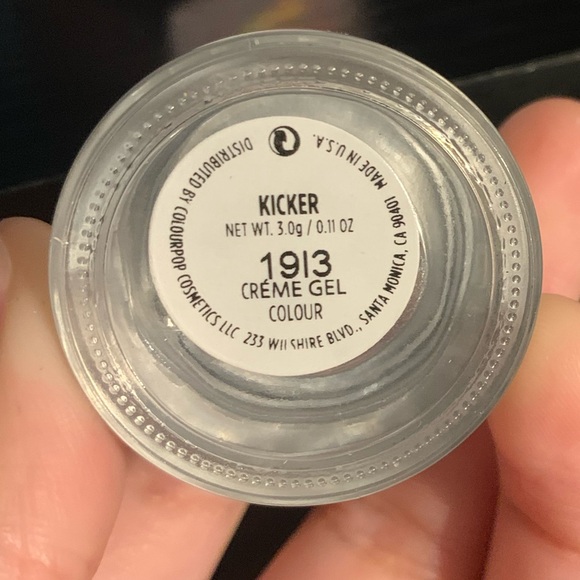 KICKER
NET WT. 3.0g / 0.11 OZ
1913
CRÉME GEL
COLOUR
DISTRIBUTED BY COLOURPOP COSMETICS LLC 233 WILSHIRE BLVD., SANTA MONICA, CA 90401 MADE IN U.S.A.